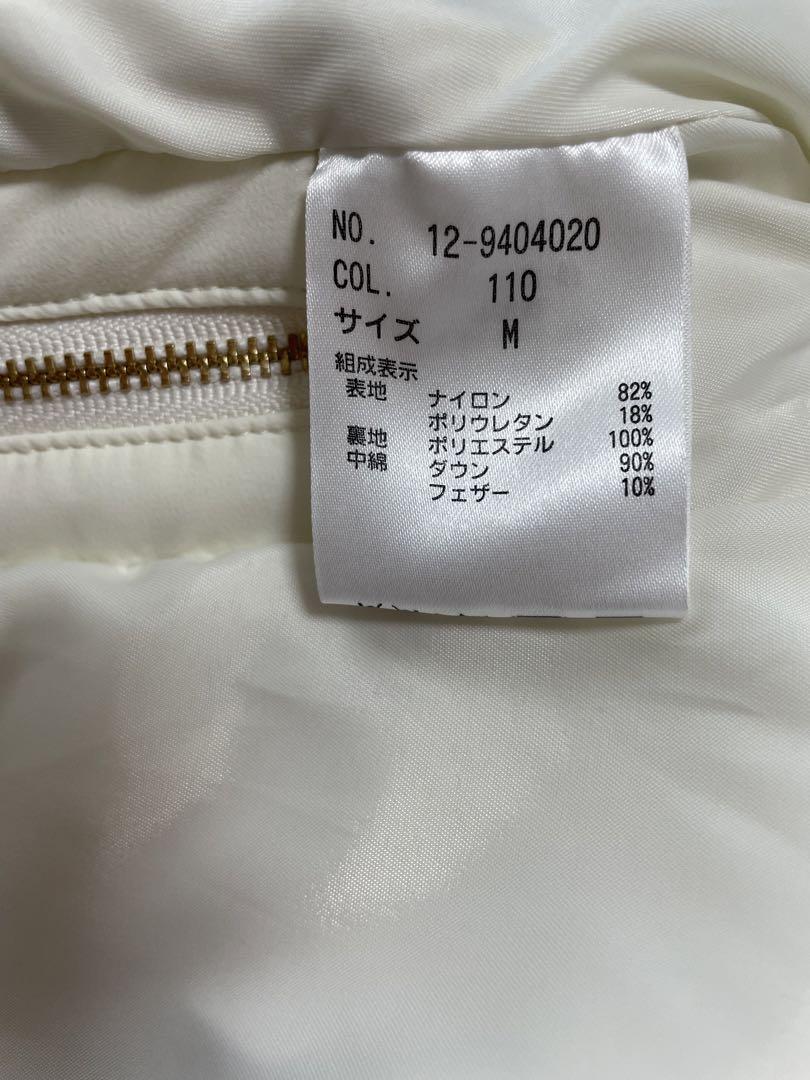 NO. 12-9404020
COL. 110
サイズ M
組成表示
表地 ナイロン 82%
ポリウレタン 18%
裏地 ポリエステル 100%
中綿 ダウン 90%
フェザー 10%